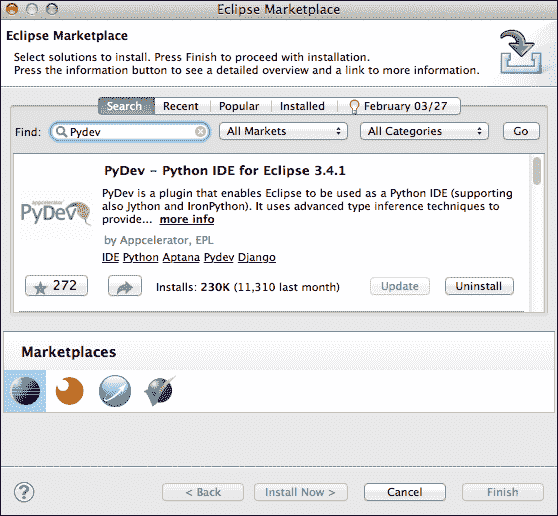 Eclipse Marketplace
Eclipse Marketplace
Select solutions to install. Press Finish to proceed with installation.
Press the information button to see a detailed overview and a link to more information.
Search Recent Popular Installed February 03/27
Find: Pydev All Markets All Categories Go
PyDev - Python IDE for Eclipse 3.4.1
appcelerator
PyDev
PyDev is a plugin that enables Eclipse to be used as a Python IDE (supporting
also Jython and IronPython). It uses advanced type inference techniques to
provide... more info
by Appcelerator, EPL
IDE Python Aptana Pydev Django
272 Installs: 230K (11,310 last month) Update Uninstall
Marketplaces
? < Back Install Now > Cancel Finish